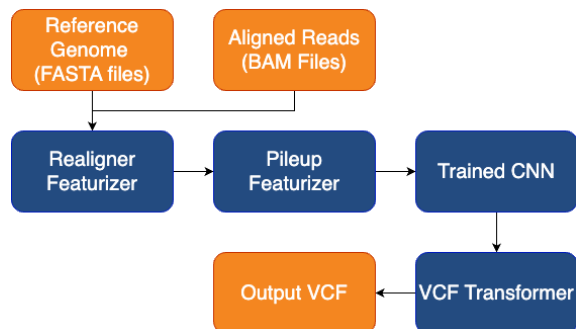 Reference
Genome
(FASTA files)
Aligned Reads
(BAM Files)
Realigner
Featurizer
Pileup
Featurizer
Trained CNN
Output VCF
VCF Transformer